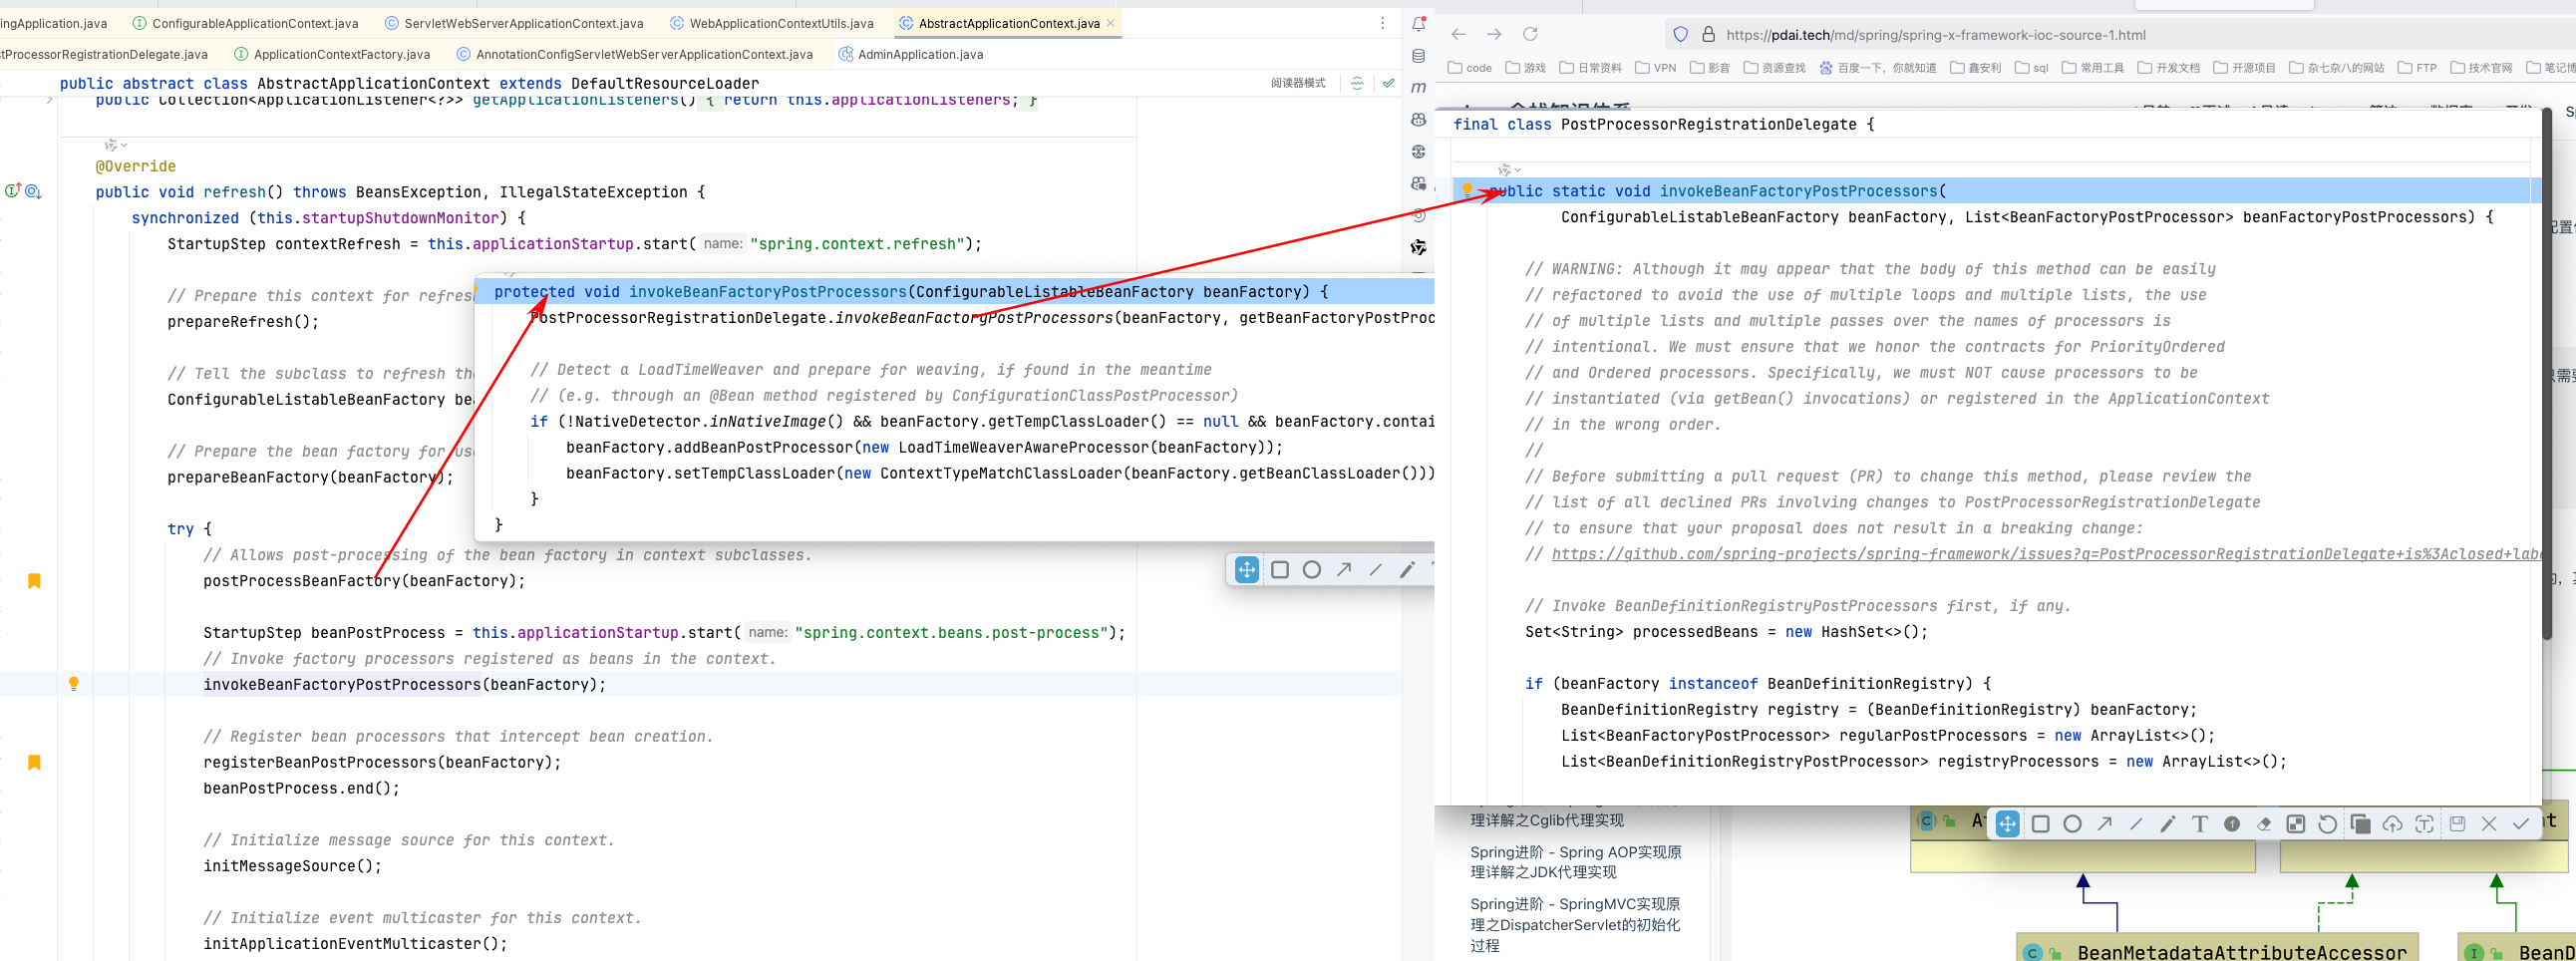 ingApplication.java
ConfigurableApplicationContext.java
ServletWebServerApplicationContext.java
WebApplicationContextUtils.java
AbstractApplicationContext.java
tProcessorRegistrationDelegate.java
ApplicationContextFactory.java
AnnotationConfigServletWebServerApplicationContext.java
AdminApplication.java
public abstract class AbstractApplicationContext extends DefaultResourceLoader
阅读器模式
public Collection<ApplicationListener<?>> getApplicationListeners() { return this.applicationListeners; }
@Override
public void refresh() throws BeansException, IllegalStateException {
synchronized (this.startupShutdownMonitor) {
StartupStep contextRefresh = this.applicationStartup.start( name: "spring.context.refresh");
// Prepare this context for refres
prepareRefresh();
// Tell the subclass to refresh th
ConfigurableListableBeanFactory bea
// Prepare the bean factory for us
prepareBeanFactory(beanFactory);
try {
// Allows post-processing of the bean factory in context subclasses.
postProcessBeanFactory(beanFactory);
StartupStep beanPostProcess = this.applicationStartup.start( name: "spring.context.beans.post-process");
// Invoke factory processors registered as beans in the context.
invokeBeanFactoryPostProcessors(beanFactory);
// Register bean processors that intercept bean creation.
registerBeanPostProcessors(beanFactory);
beanPostProcess.end();
// Initialize message source for this context.
initMessageSource();
// Initialize event multicaster for this context.
initApplicationEventMulticaster();
protected void invokeBeanFactoryPostProcessors(ConfigurableListableBeanFactory beanFactory) {
PostProcessorRegistrationDelegate.invokeBeanFactoryPostProcessors(beanFactory, getBeanFactoryPostProc
// Detect a LoadTimeWeaver and prepare for weaving, if found in the meantime
// (e.g. through an @Bean method registered by ConfigurationClassPostProcessor)
if (!NativeDetector.inNativeImage() && beanFactory.getTempClassLoader() == null && beanFactory.contai
beanFactory.addBeanPostProcessor(new LoadTimeWeaverAwareProcessor(beanFactory));
beanFactory.setTempClassLoader(new ContextTypeMatchClassLoader(beanFactory.getBeanClassLoader()))
}
}
m
https://pdai.tech/md/spring/spring-x-framework-ioc-source-1.html
code
游戏
日常资料
VPN
影音
资源查找
百度一下，你就知道
鑫安利
sql
常用工具
开发文档
开源项目
杂七杂八的网站
FTP
技术官网
笔记博
final class PostProcessorRegistrationDelegate {
public static void invokeBeanFactoryPostProcessors(
ConfigurableListableBeanFactory beanFactory, List<BeanFactoryPostProcessor> beanFactoryPostProcessors) {
// WARNING: Although it may appear that the body of this method can be easily
// refactored to avoid the use of multiple loops and multiple lists, the use
// of multiple lists and multiple passes over the names of processors is
// intentional. We must ensure that we honor the contracts for PriorityOrdered
// and Ordered processors. Specifically, we must NOT cause processors to be
// instantiated (via getBean() invocations) or registered in the ApplicationContext
// in the wrong order.
//
// Before submitting a pull request (PR) to change this method, please review the
// list of all declined PRs involving changes to PostProcessorRegistrationDelegate
// to ensure that your proposal does not result in a breaking change:
// https://github.com/spring-projects/spring-framework/issues?q=PostProcessorRegistrationDelegate+is%3Aclosed+labe
// Invoke BeanDefinitionRegistryPostProcessors first, if any.
Set<String> processedBeans = new HashSet<>();
if (beanFactory instanceof BeanDefinitionRegistry) {
BeanDefinitionRegistry registry = (BeanDefinitionRegistry) beanFactory;
List<BeanFactoryPostProcessor> regularPostProcessors = new ArrayList<>();
List<BeanDefinitionRegistryPostProcessor> registryProcessors = new ArrayList<>();
理详解之Cglib代理实现
Spring进阶 - Spring AOP实现原
理详解之JDK代理实现
Spring进阶 - SpringMVC实现原
理之DispatcherServlet的初始化
过程
BeanMetadataAttributeAccessor
BeanD